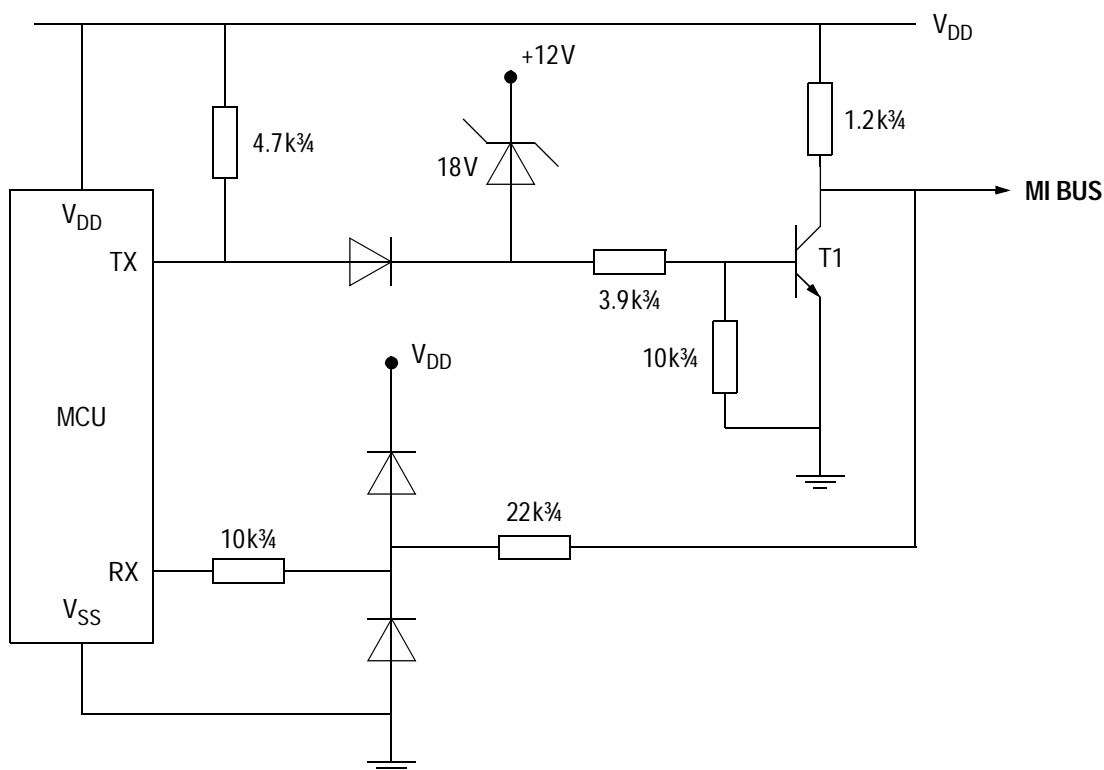 V_DD
+12V
4.7k¾
1.2k¾
18V
MI BUS
V_DD
TX
T1
3.9k¾
10k¾
V_DD
MCU
22k¾
10k¾
RX
V_SS